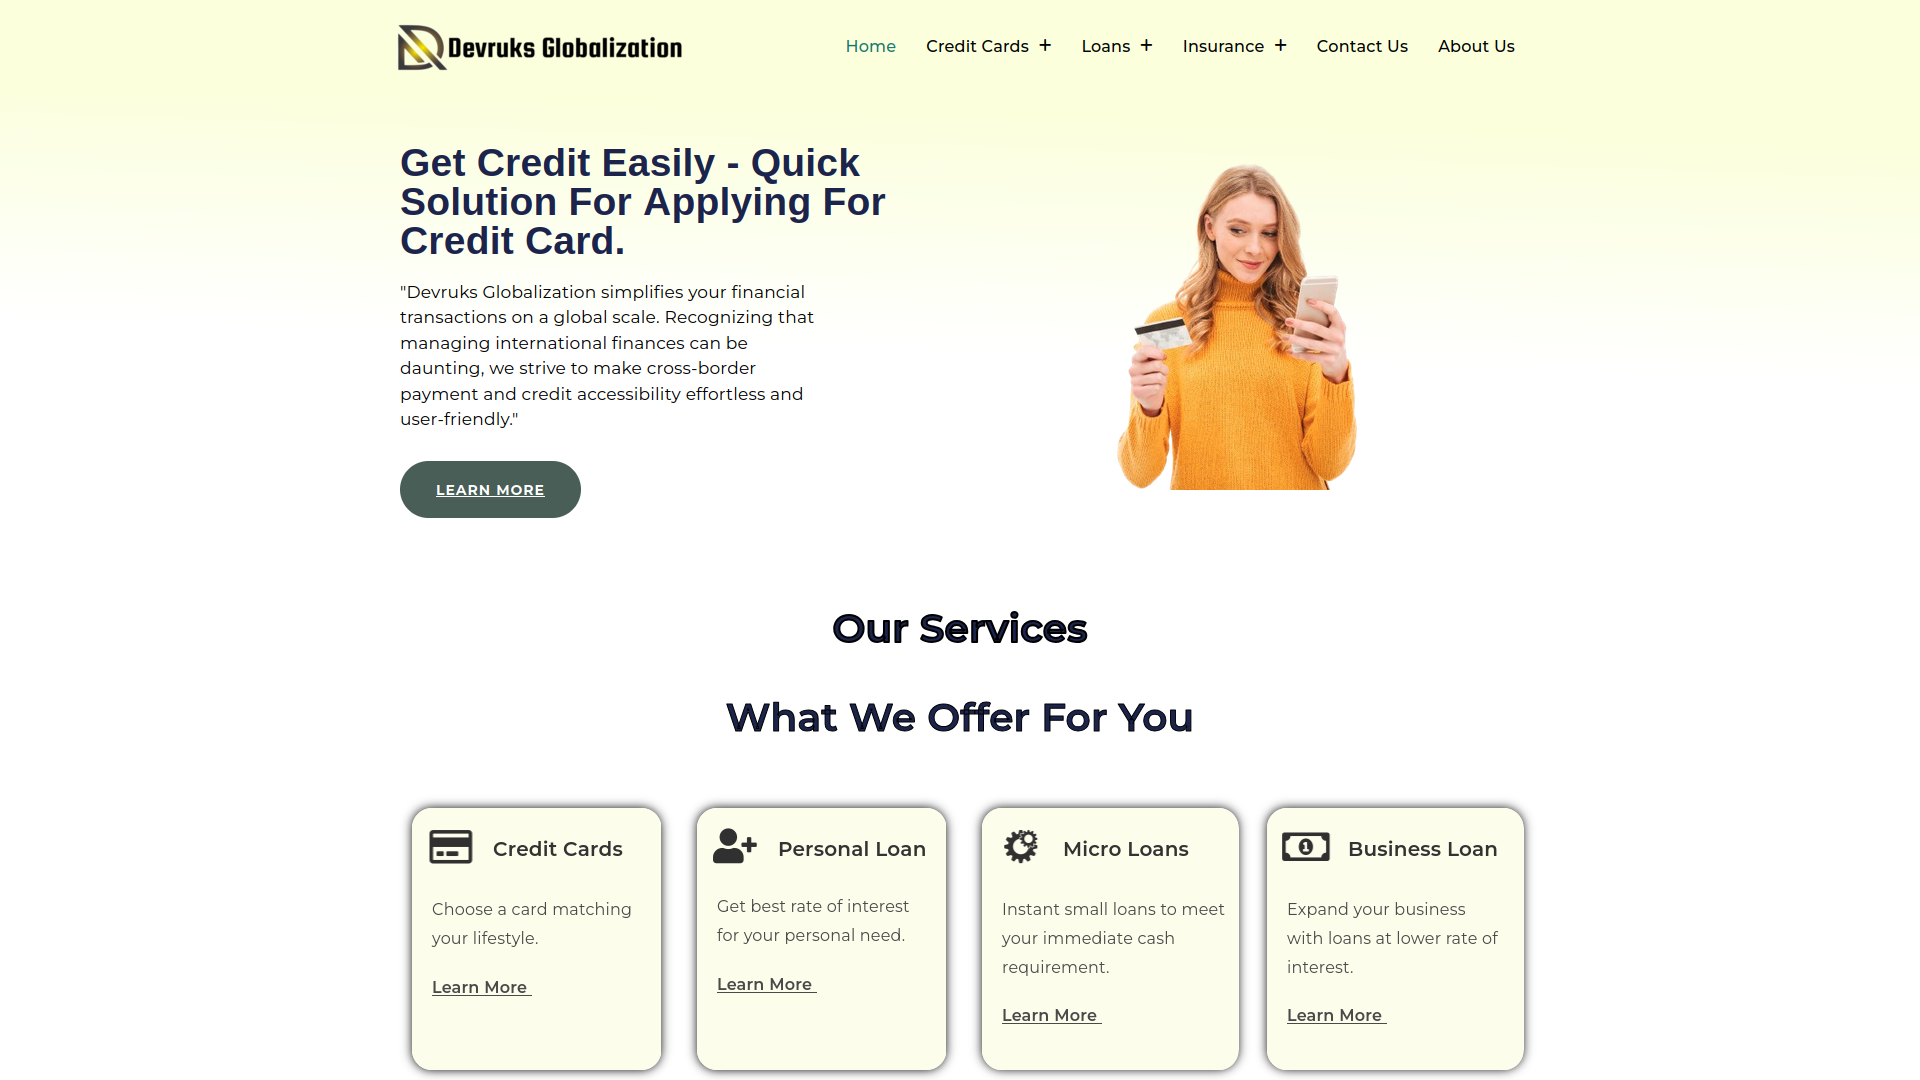 Devruks Globalization
Home
Credit Cards +
Loans +
Insurance +
Contact Us
About Us
Get Credit Easily - Quick
Solution For Applying For
Credit Card.
"Devruks Globalization simplifies your financial
transactions on a global scale. Recognizing that
managing international finances can be
daunting, we strive to make cross-border
payment and credit accessibility effortless and
user-friendly."
LEARN MORE
Our Services
What We Offer For You
Credit Cards
Choose a card matching
your lifestyle.
Learn More
Personal Loan
Get best rate of interest
for your personal need.
Learn More
Micro Loans
Instant small loans to meet
your immediate cash
requirement.
Learn More
Business Loan
Expand your business
with loans at lower rate of
interest.
Learn More